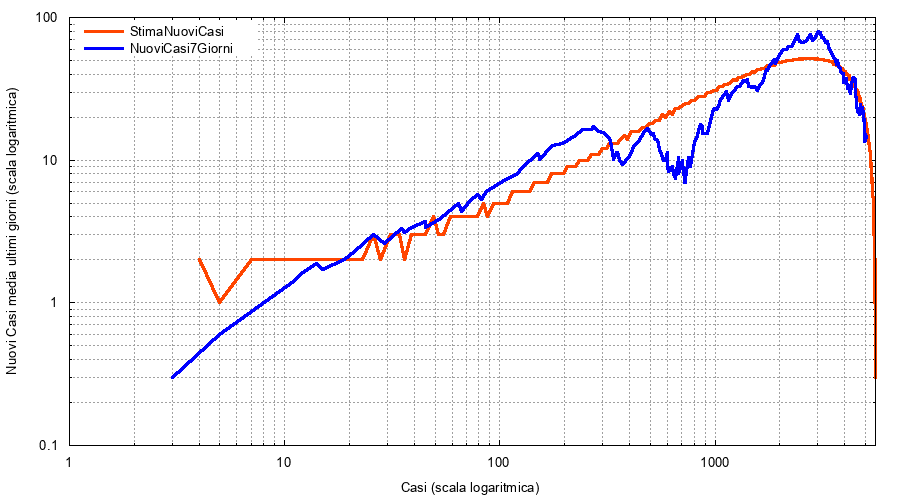 100
StimaNuoviCasi
NuoviCasi7Giorni
10
1
0.1
1
10
100
1000
Casi (scala logaritmica)
Nuovi Casi media ultimi giorni (scala logaritmica)